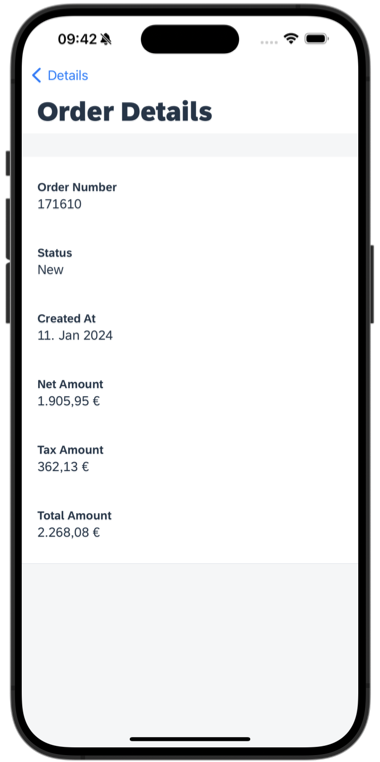 09:42
Details
Order Details
Order Number
171610
Status
New
Created At
11. Jan 2024
Net Amount
1.905,95 €
Tax Amount
362,13 €
Total Amount
2.268,08 €